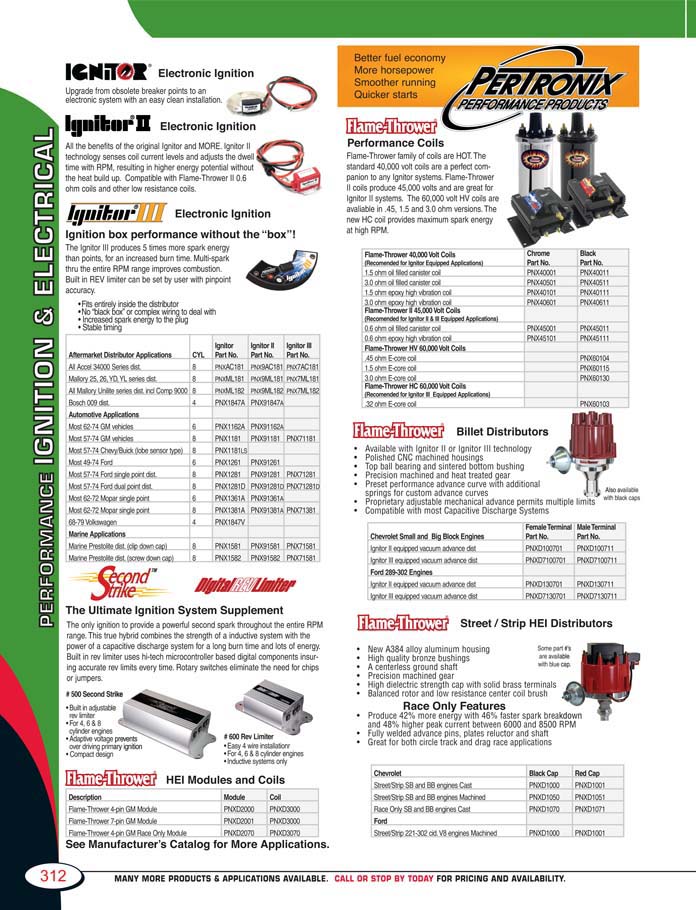 PERFORMANCE IGNITION & ELECTRICAL
IGNITOR® Electronic Ignition
Upgrade from obsolete breaker points to an
electronic system with an easy clean installation.
Ignitor® II Electronic Ignition
All the benefits of the original Ignitor and MORE. Ignitor II
technology senses coil current levels and adjusts the dwell
time with RPM, resulting in higher energy potential without
the heat build up. Compatible with Flame-Thrower II 0.6
ohm coils and other low resistance coils.
Ignitor III Electronic Ignition
Ignition box performance without the “box”!
The Ignitor III produces 5 times more spark energy
than points, for an increased burn time. Multi-spark
thru the entire RPM range improves combustion.
Built in REV limiter can be set by user with pinpoint
accuracy.
•Fits entirely inside the distributor
•No “black box” or complex wiring to deal with
• Increased spark energy to the plug
• Stable timing
Ignitor Ignitor II Ignitor III
Aftermarket Distributor Applications CYL Part No. Part No. Part No.
All Accel 34000 Series dist. 8 PNXAC181 PNX9AC181 PNX7AC181
Mallory 25, 26, YD, YL series dist. 8 PNXML181 PNX9ML181 PNX7ML181
All Mallory Unilite series dist. incl Comp 9000 8 PNXML182 PNX9ML182 PNX7ML182
Bosch 009 dist. 4 PNX1847A PNX91847A
Automotive Applications
Most 62-74 GM vehicles 6 PNX1162A PNX91162A
Most 57-74 GM vehicles 8 PNX1181 PNX91181 PNX71181
Most 57-74 Chevy/Buick (lobe sensor type) 8 PNX1181LS
Most 49-74 Ford 6 PNX1261 PNX91261
Most 57-74 Ford single point dist. 8 PNX1281 PNX91281 PNX71281
Most 57-74 Ford dual point dist. 8 PNX1281D PNX91281D PNX71281D
Most 62-72 Mopar single point 6 PNX1361A PNX91361A
Most 62-72 Mopar single point 8 PNX1381A PNX91381A PNX71381
68-79 Volkswagen 4 PNX1847V
Marine Applications
Marine Prestolite dist. (clip down cap) 8 PNX1581 PNX91581 PNX71581
Marine Prestolite dist. (screw down cap) 8 PNX1582 PNX91582 PNX71581
Second Strike™ Digital REV Limiter
The Ultimate Ignition System Supplement
The only ignition to provide a powerful second spark throughout the entire RPM
range. This true hybrid combines the strength of a inductive system with the
power of a capacitive discharge system for a long burn time and lots of energy.
Built in rev limiter uses hi-tech microcontroller based digital components insur-
ing accurate rev limits every time. Rotary switches eliminate the need for chips
or jumpers.
# 500 Second Strike
•Built in adjustable
rev limiter
•For 4, 6 & 8
cylinder engines
•Adaptive voltage prevents
over driving primary ignition
•Compact design
# 600 Rev Limiter
•Easy 4 wire installationr
•For 4, 6 & 8 cylinder engines
•Inductive systems only
Flame-Thrower HEI Modules and Coils
Description Module Coil
Flame-Thrower 4-pin GM Module PNXD2000 PNXD3000
Flame-Thrower 7-pin GM Module PNXD2001 PNXD3000
Flame-Thrower 4-pin GM Race Only Module PNXD2070 PNXD3070
See Manufacturer’s Catalog for More Applications.
Better fuel economy
More horsepower
Smoother running
Quicker starts
PERTRONIX
PERFORMANCE PRODUCTS
Flame-Thrower
Performance Coils
Flame-Thrower family of coils are HOT. The
standard 40,000 volt coils are a perfect com-
panion to any Ignitor systems. Flame-Thrower
II coils produce 45,000 volts and are great for
Ignitor II systems. The 60,000 volt HV coils are
avaliable in .45, 1.5 and 3.0 ohm versions. The
new HC coil provides maximum spark energy
at high RPM.
Flame-Thrower 40,000 Volt Coils Chrome Black
(Recomended for Ignitor Equipped Applications) Part No. Part No.
1.5 ohm oil filled canister coil PNX40001 PNX40011
3.0 ohm oil filled canister coil PNX40501 PNX40511
1.5 ohm epoxy high vibration coil PNX40101 PNX40111
3.0 ohm epoxy high vibration coil PNX40601 PNX40611
Flame-Thrower II 45,000 Volt Coils
(Recomended for Ignitor II & III Equipped Applications)
0.6 ohm oil filled canister coil PNX45001 PNX45011
0.6 ohm epoxy high vibration coil PNX45101 PNX45111
Flame-Thrower HV 60,000 Volt Coils
.45 ohm E-core coil PNX60104
1.5 ohm E-core coil PNX60115
3.0 ohm E-core coil PNX60130
Flame-Thrower HC 60,000 Volt Coils
(Recomended for Ignitor III Equipped Applications)
.32 ohm E-core coil PNX60103
Flame-Thrower Billet Distributors
• Available with Ignitor II or Ignitor III technology
• Polished CNC machined housings
• Top ball bearing and sintered bottom bushing
• Precision machined and heat treated gear
• Preset performance advance curve with additional
springs for custom advance curves
• Proprietary adjustable mechanical advance permits multiple limits
• Compatible with most Capacitive Discharge Systems
Also available
with black caps
Female Terminal Male Terminal
Chevrolet Small and Big Block Engines Part No. Part No.
Ignitor II equipped vacuum advance dist PNXD100701 PNXD100711
Ignitor III equipped vacuum advance dist PNXD7100701 PNXD7100711
Ford 289-302 Engines
Ignitor II equipped vacuum advance dist PNXD130701 PNXD130711
Ignitor III equipped vacuum advance dist PNXD7130701 PNXD7130711
Flame-Thrower Street / Strip HEI Distributors
• New A384 alloy aluminum housing
• High quality bronze bushings
• A centerless ground shaft
• Precision machined gear
• High dielectric strength cap with solid brass terminals
• Balanced rotor and low resistance center coil brush
Some part #'s
are available
with blue cap.
Race Only Features
• Produce 42% more energy with 46% faster spark breakdown
and 48% higher peak current between 6000 and 8500 RPM
• Fully welded advance pins, plates reluctor and shaft
• Great for both circle track and drag race applications
Chevrolet Black Cap Red Cap
Street/Strip SB and BB engines Cast PNXD1000 PNXD1001
Street/Strip SB and BB engines Machined PNXD1050 PNXD1051
Race Only SB and BB engines Cast PNXD1070 PNXD1071
Ford
Street/Strip 221-302 cid. V8 engines Machined PNXD1000 PNXD1001
312 MANY MORE PRODUCTS & APPLICATIONS AVAILABLE. CALL OR STOP BY TODAY FOR PRICING AND AVAILABILITY.